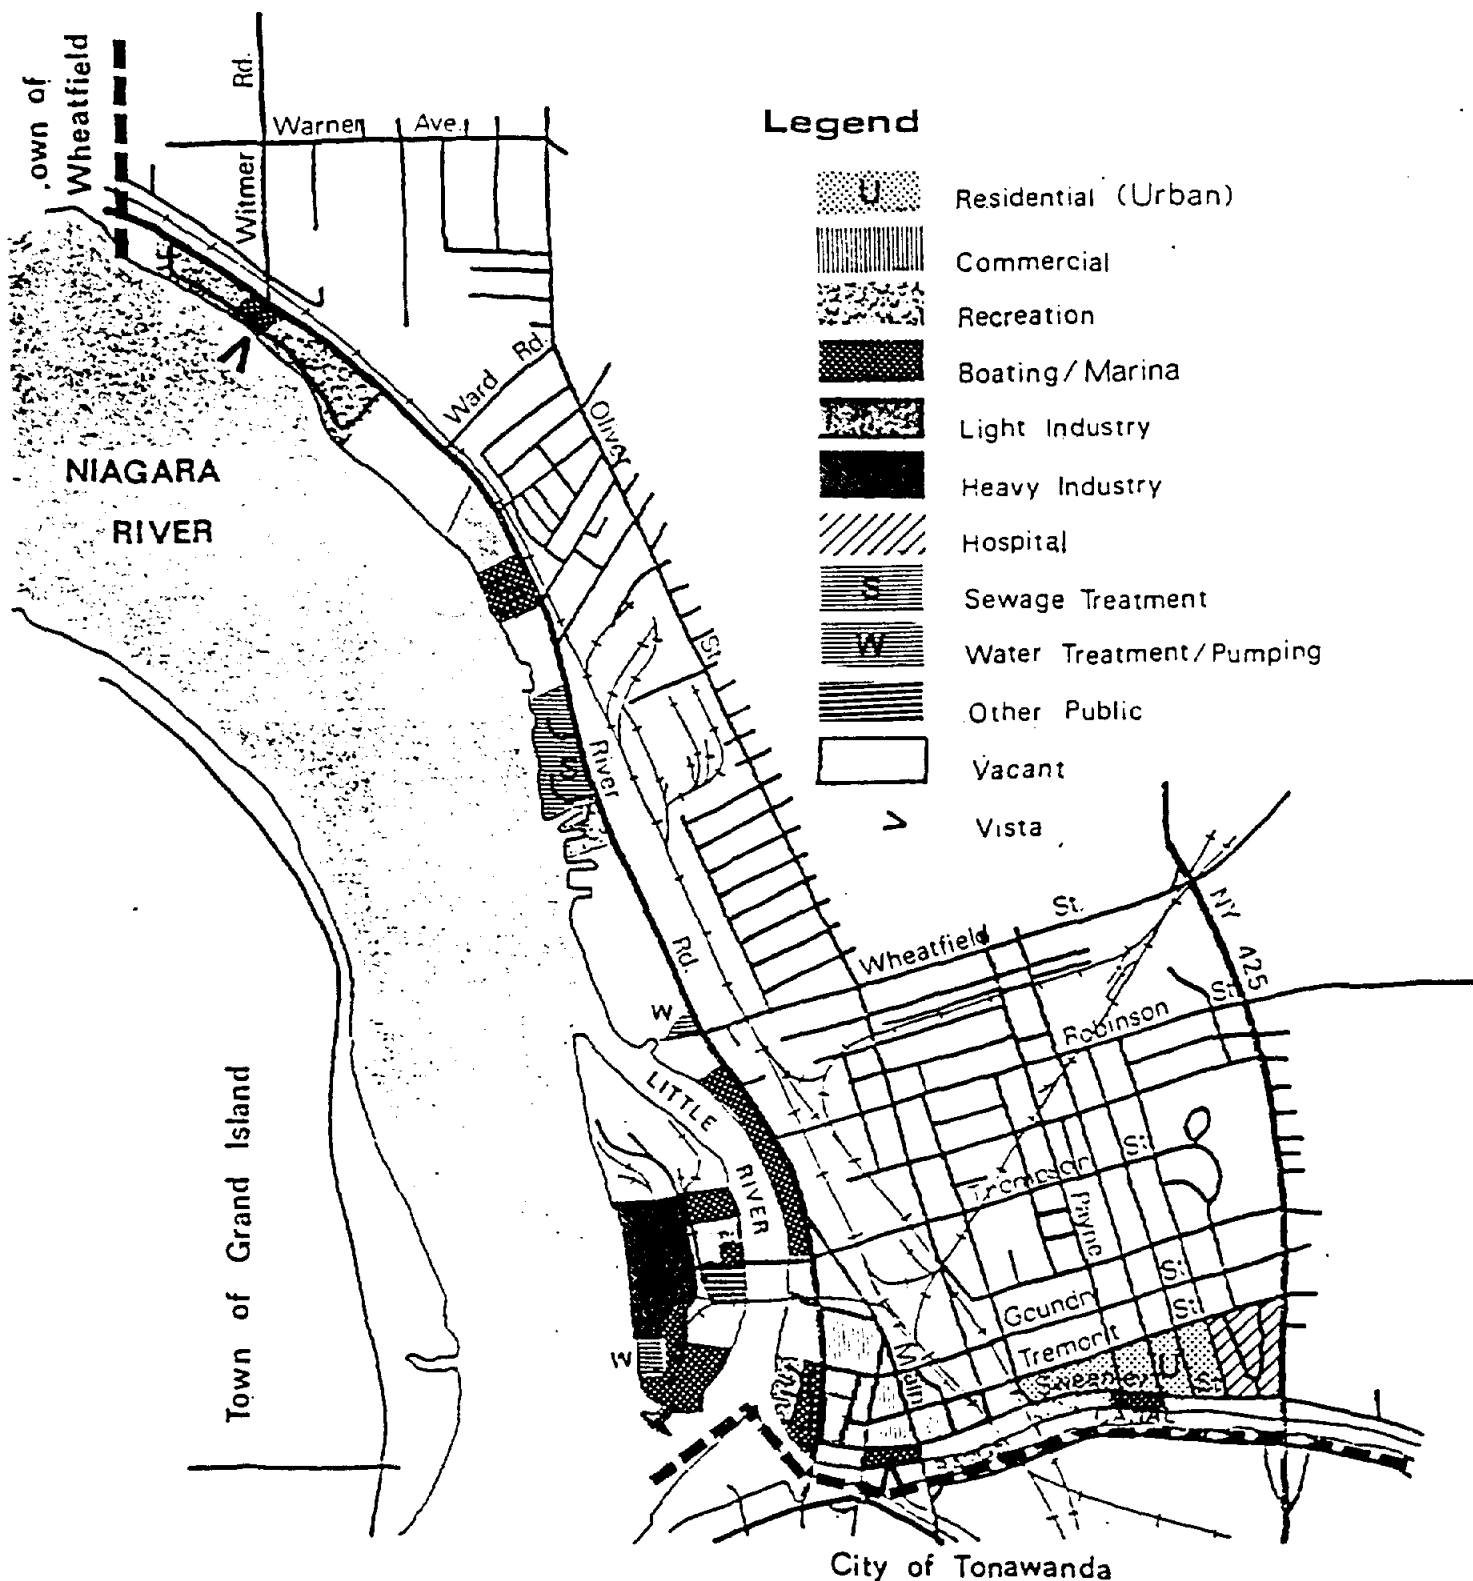 .own of
Wheatfield
Witmer Rd.
Warner Ave.
Legend
U Residential (Urban)
Commercial
Recreation
Boating/Marina
Light Industry
Heavy Industry
Hospital
S Sewage Treatment
W Water Treatment/Pumping
Other Public
Vacant
> Vista
NIAGARA
RIVER
Ward Rd.
Oliver St.
River Rd.
S
Wheatfield St.
NY 425
Robinson St.
W
LITTLE
RIVER
Town of Grand Island
Thompson St.
Payne
Goundry St.
Tremont St.
Main
U
Sweeney St.
W
CANAL
City of Tonawanda